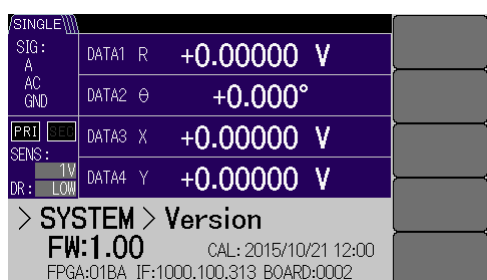 SINGLE
SIG:
A
AC
GND
DATA1 R +0.00000 V
DATA2 θ +0.000°
PRI SEC
DATA3 X +0.00000 V
SENS:
1V
DR: LOW
DATA4 Y +0.00000 V
> SYSTEM > Version
FW:1.00 CAL: 2015/10/21 12:00
FPGA:01BA IF:1000.100.313 BOARD:0002